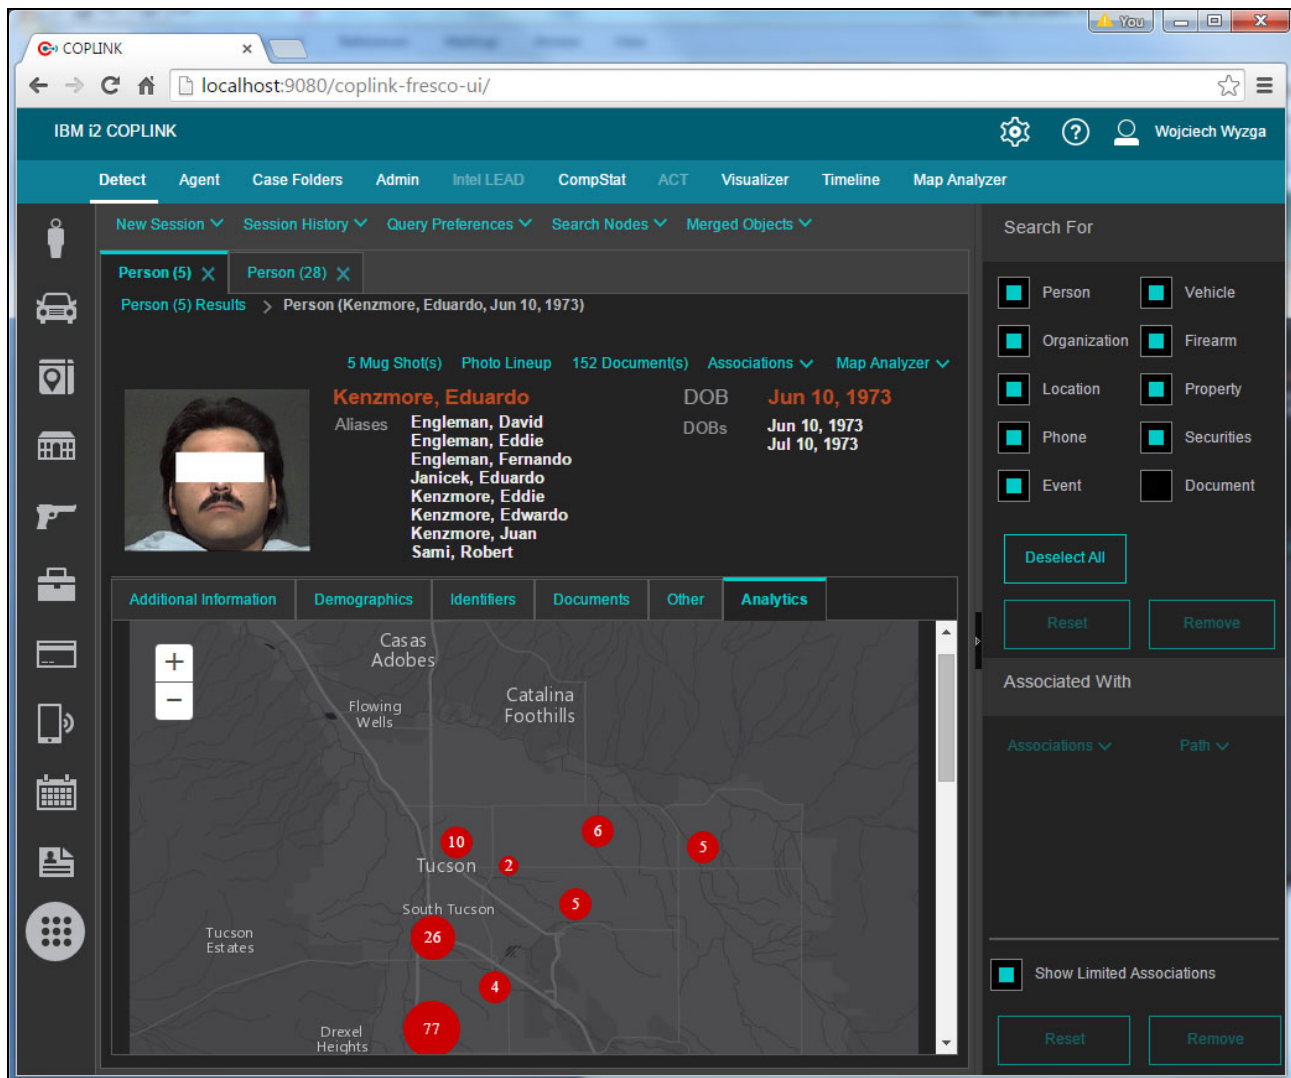 You
COPLINK
localhost:9080/coplink-fresco-ui/
IBM i2 COPLINK
Wojciech Wyzga
Detect Agent Case Folders Admin Intel LEAD CompStat ACT Visualizer Timeline Map Analyzer
New Session Session History Query Preferences Search Nodes Merged Objects
Person (5) Person (28)
Person (5) Results > Person (Kenzmore, Eduardo, Jun 10, 1973)
5 Mug Shot(s) Photo Lineup 152 Document(s) Associations Map Analyzer
Kenzmore, Eduardo DOB Jun 10, 1973
Aliases Engleman, David DOBs Jun 10, 1973
Engleman, Eddie Jul 10, 1973
Engleman, Fernando
Janicek, Eduardo
Kenzmore, Eddie
Kenzmore, Edwardo
Kenzmore, Juan
Sami, Robert
Additional Information Demographics Identifiers Documents Other Analytics
+
−
Casas
Adobes
Flowing
Wells
Catalina
Foothills
10
6
5
Tucson
2
5
South Tucson
26
Tucson
Estates
4
77
Drexel
Heights
Search For
Person Vehicle
Organization Firearm
Location Property
Phone Securities
Event Document
Deselect All
Reset Remove
Associated With
Associations Path
Show Limited Associations
Reset Remove